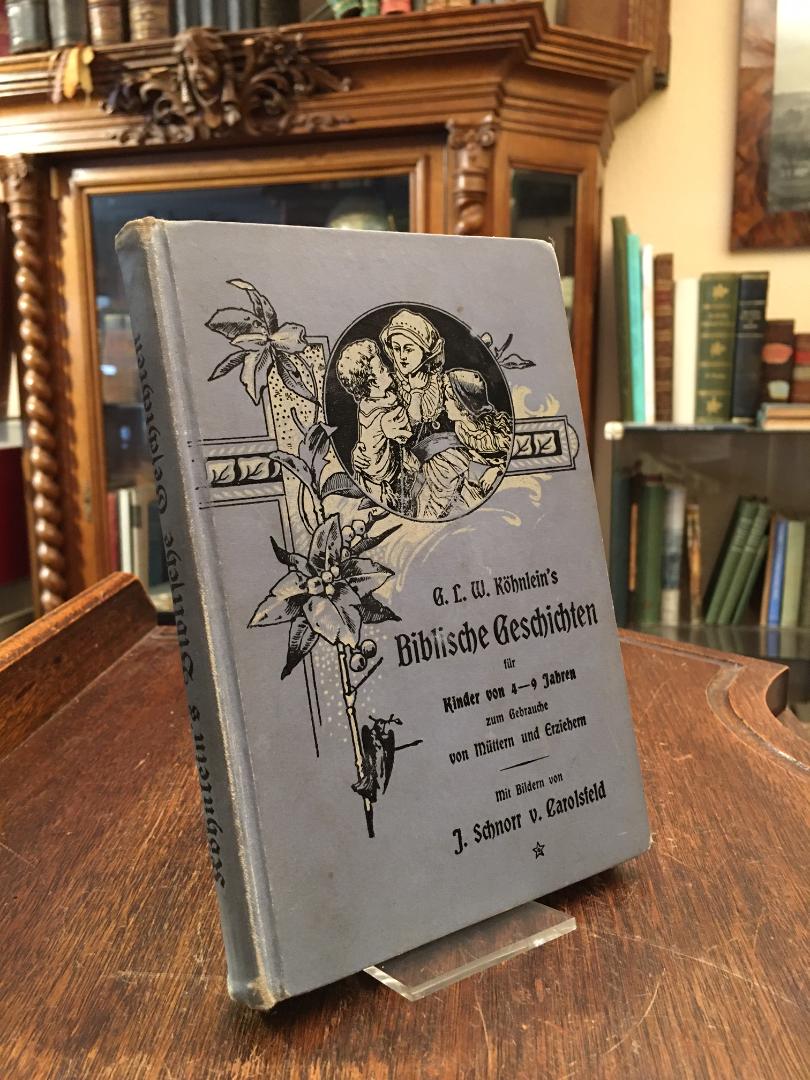 G. L. W. Köhnlein's
Biblische Geschichten
für
Kinder von 4—9 Jahren
zum Gebrauche
von Müttern und Erziehern
Mit Bildern von
J. Schnorr v. Carolsfeld
Köhnlein's Biblische Geschichten